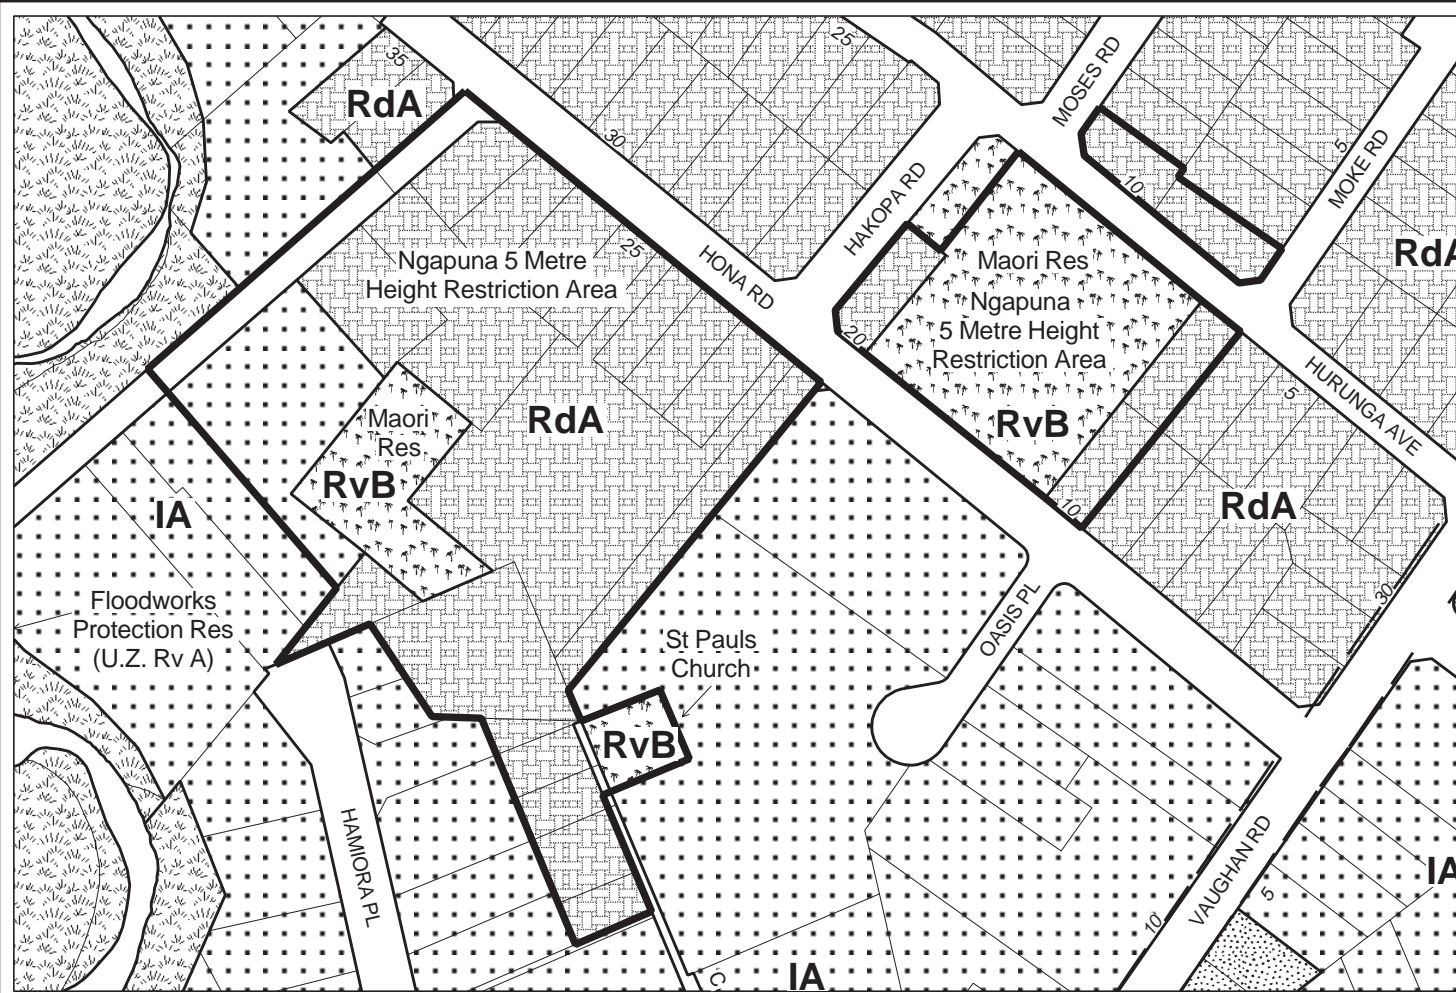 35
RdA
25
30
MOSES RD
5
MOKE RD
10
HAKOPA RD
RdA
Ngapuna 5 Metre
Height Restriction Area
25
HONA RD
Maori Res
Ngapuna
5 Metre Height
Restriction Area
RvB
20
10
HURUNGA AVE
5
RdA
30
RdA
Maori
Res
RvB
IA
Floodworks
Protection Res
(U.Z. Rv A)
St Pauls
Church
RvB
OASIS PL
HAMIORA PL
VAUGHAN RD
10
5
IA
IA
C